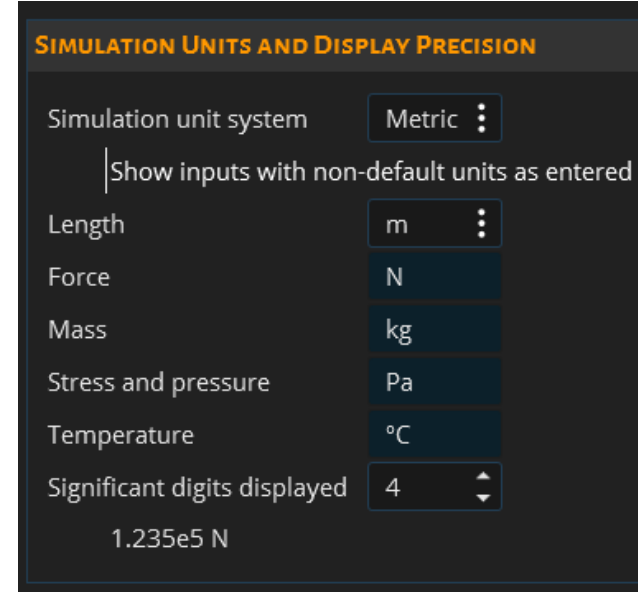 Simulation Units and Display Precision
Simulation unit system Metric
Show inputs with non-default units as entered
Length m
Force N
Mass kg
Stress and pressure Pa
Temperature °C
Significant digits displayed 4
1.235e5 N